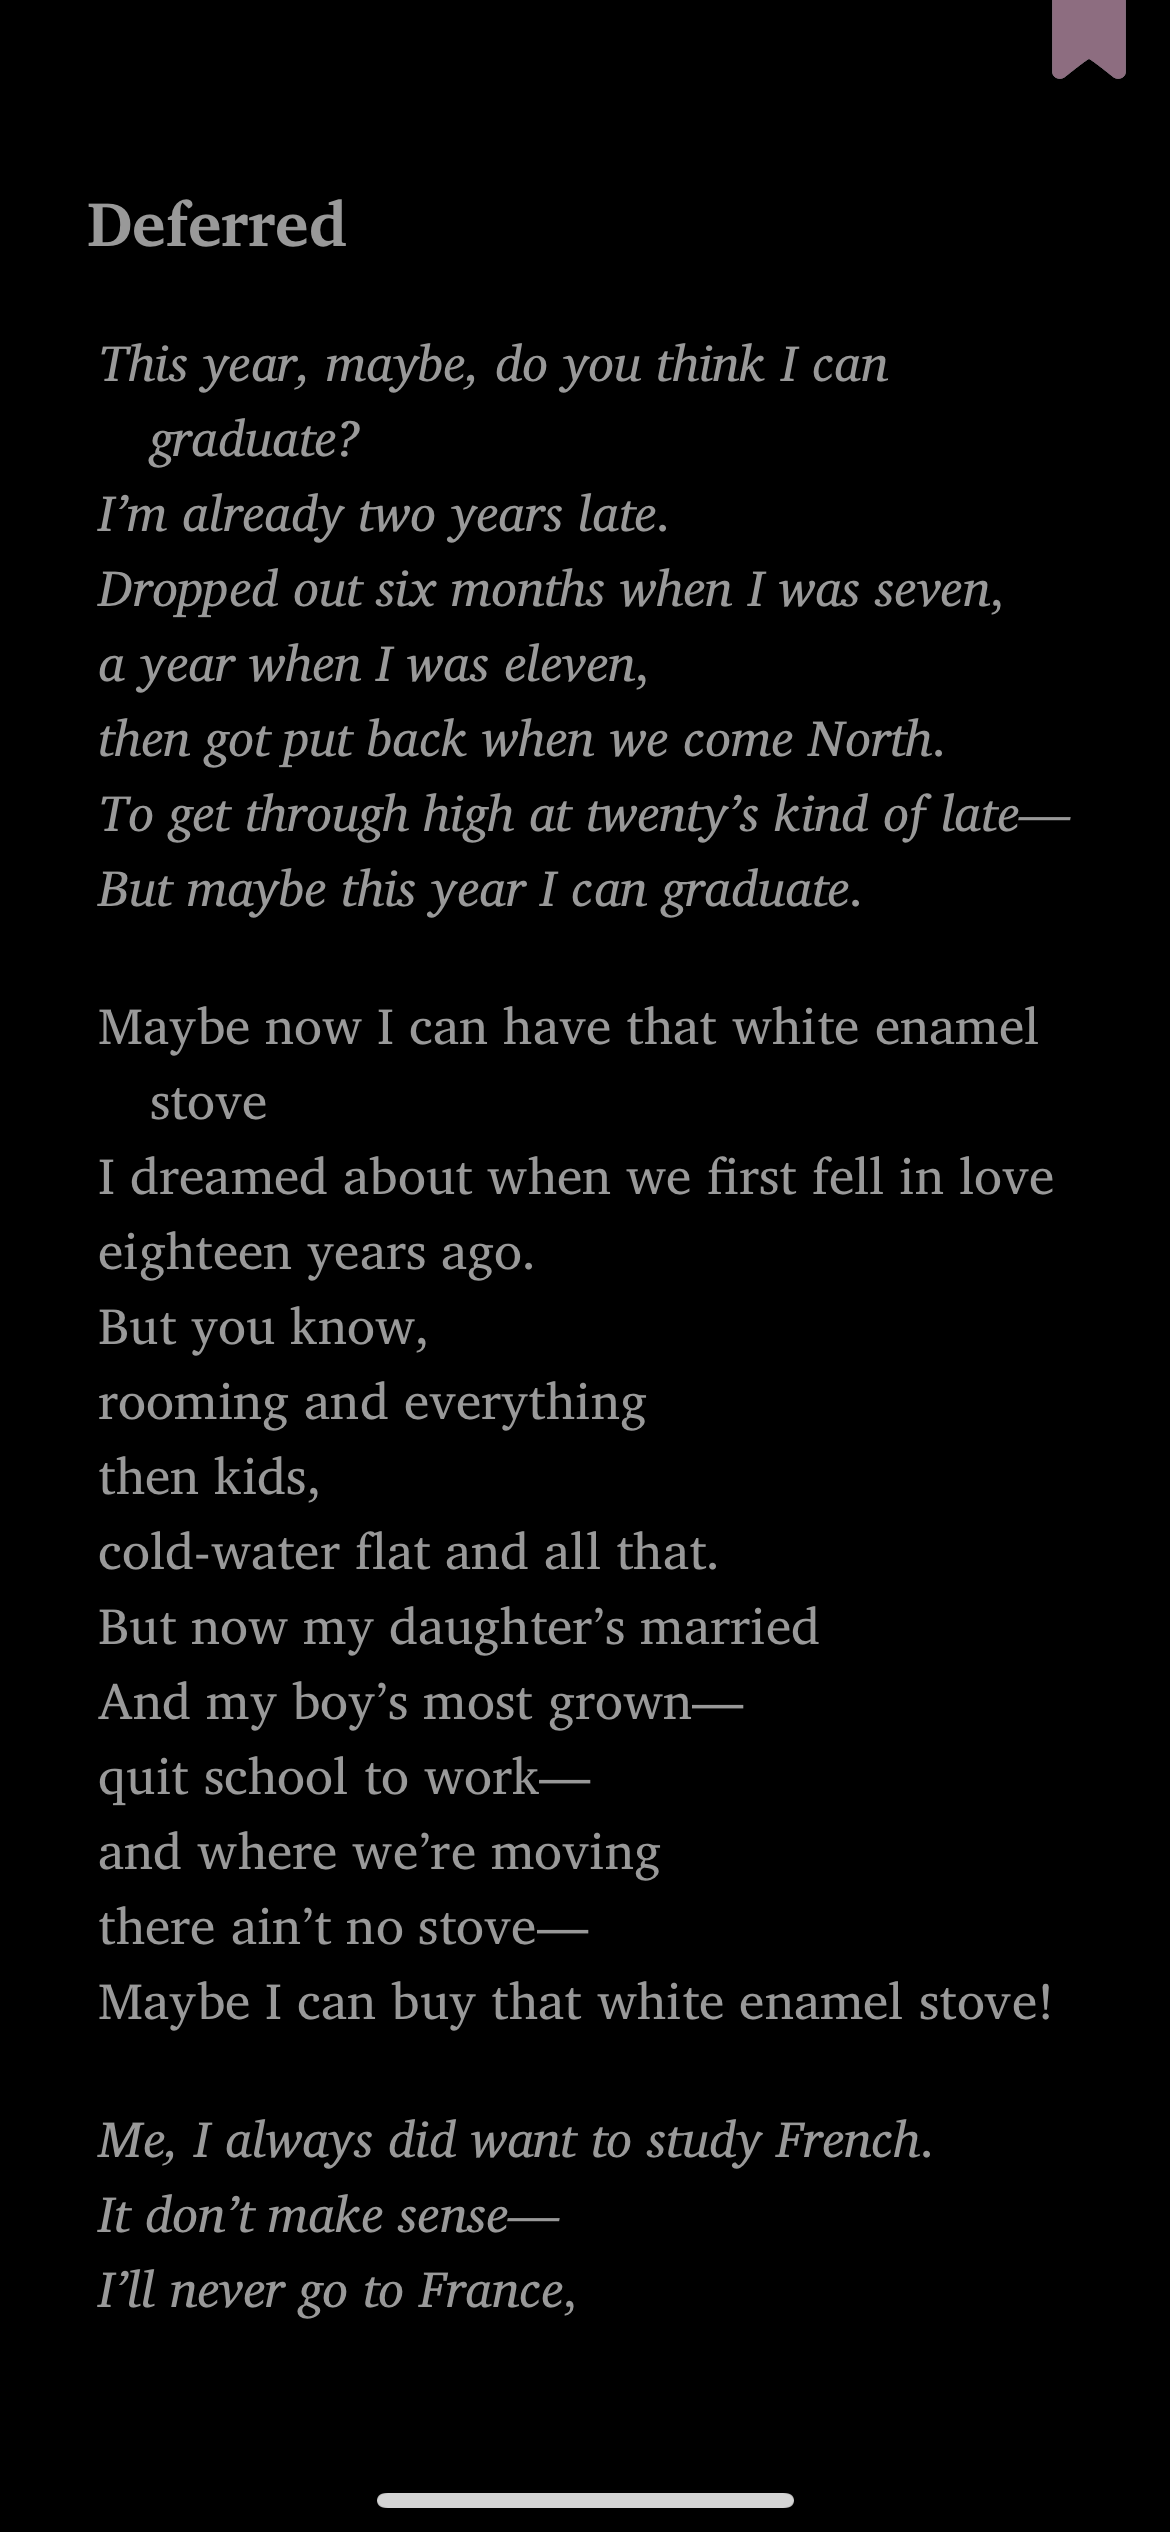 Deferred
This year, maybe, do you think I can
graduate?
I’m already two years late.
Dropped out six months when I was seven,
a year when I was eleven,
then got put back when we come North.
To get through high at twenty’s kind of late—
But maybe this year I can graduate.
Maybe now I can have that white enamel
stove
I dreamed about when we first fell in love
eighteen years ago.
But you know,
rooming and everything
then kids,
cold-water flat and all that.
But now my daughter’s married
And my boy’s most grown—
quit school to work—
and where we’re moving
there ain’t no stove—
Maybe I can buy that white enamel stove!
Me, I always did want to study French.
It don’t make sense—
I’ll never go to France,